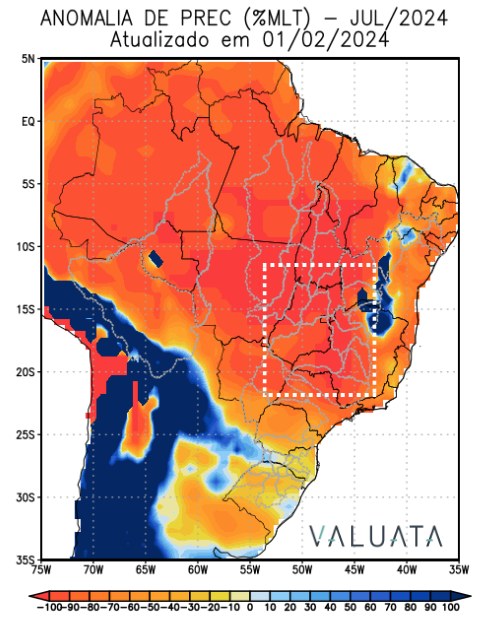 ANOMALIA DE PREC (%MLT) – JUL/2024
Atualizado em 01/02/2024
5N
EQ
5S
10S
15S
20S
25S
30S
35S
75W 70W 65W 60W 55W 50W 45W 40W 35W
VALUATA
-100 -90 -80 -70 -60 -50 -40 -30 -20 -10 0 10 20 30 40 50 60 70 80 90 100